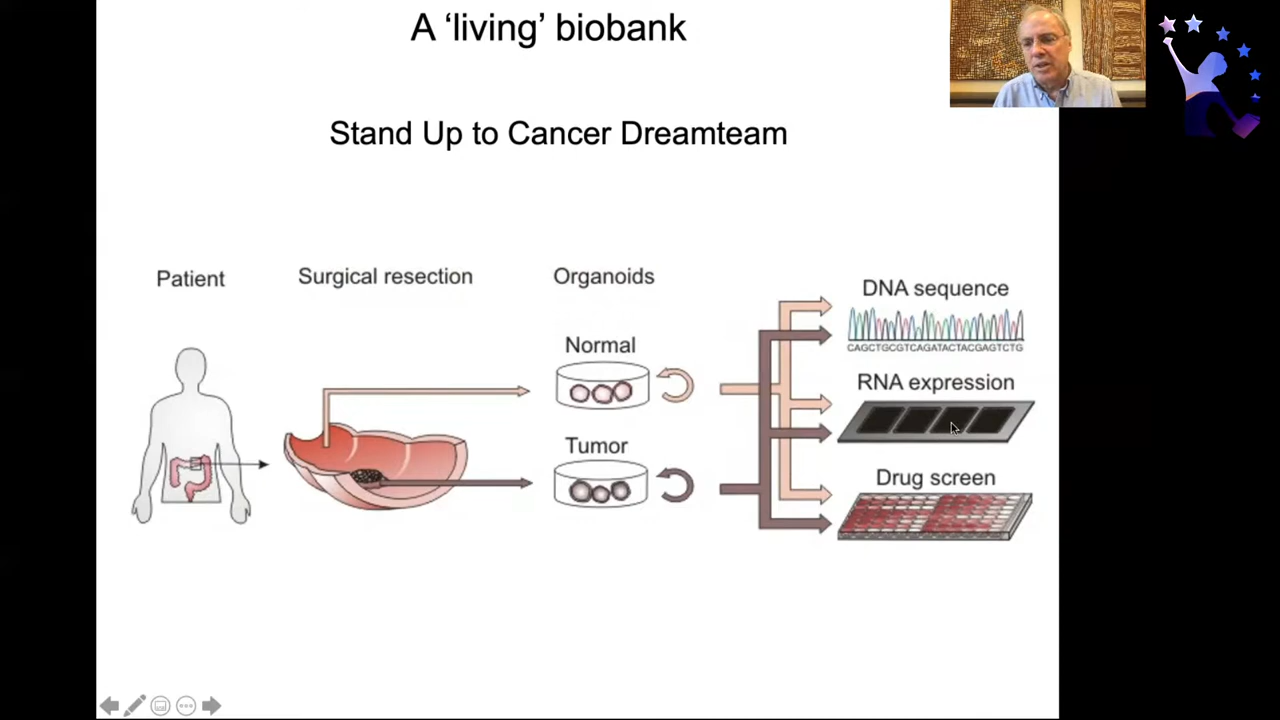 A ‘living’ biobank
Stand Up to Cancer Dreamteam
Patient
Surgical resection
Organoids
Normal
Tumor
DNA sequence
CAGCTGCGTCAGATACTACGAGTCTG
RNA expression
Drug screen